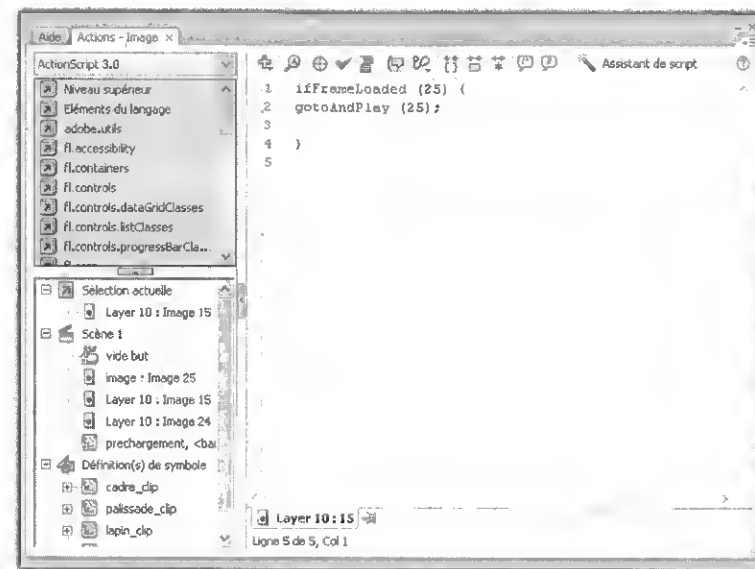 Aide
Actions - Image ×
ActionScript 3.0
Assistant de script
Niveau supérieur
Eléments du langage
adobe.utils
fl.accessibility
fl.containers
fl.controls
fl.controls.dataGridClasses
fl.controls.listClasses
fl.controls.progressBarCla...
Sélection actuelle
Layer 10 : Image 15
Scène 1
vide but
image : Image 25
Layer 10 : Image 15
Layer 10 : Image 24
prechargement, <bar
Définition(s) de symbole
cadre_clip
palissade_clip
lapin_clip
1 ifFrameLoaded (25) {
2 gotoAndPlay (25);
3
4 }
5
Layer 10:15
Ligne 5 de 5, Col 1